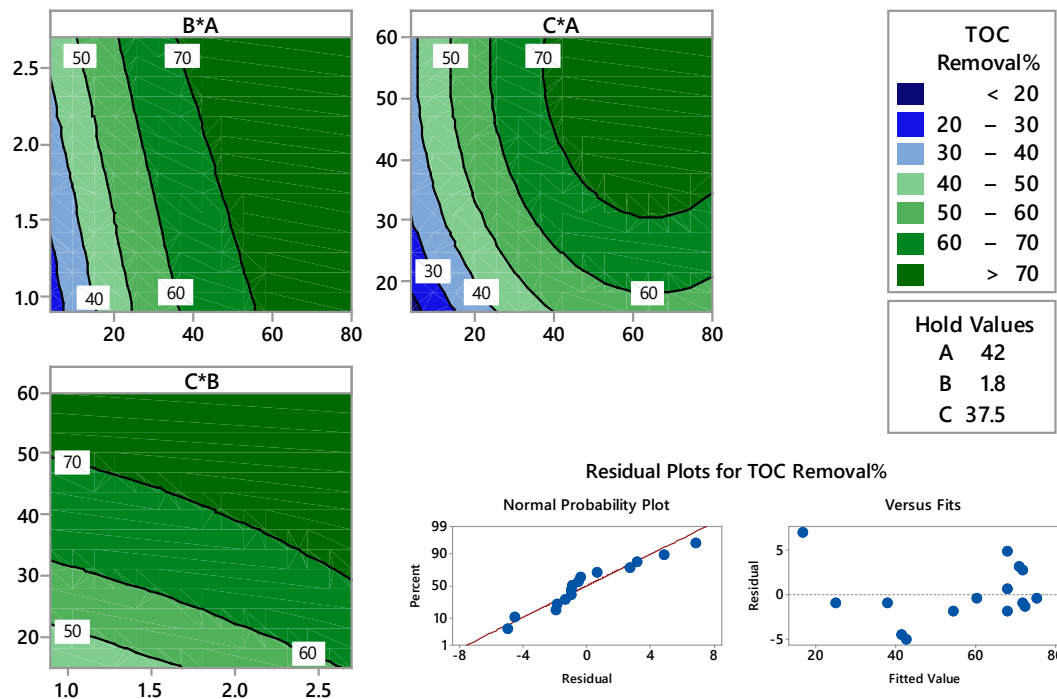 B*A
50
70
2.5
2.0
1.5
1.0
40
60
20 40 60 80
C*A
60
50
70
50
40
30
20
30
40
60
20 40 60 80
TOC
Removal%
< 20
20 – 30
30 – 40
40 – 50
50 – 60
60 – 70
> 70
Hold Values
A 42
B 1.8
C 37.5
C*B
60
50
70
40
30
20
50
60
1.0 1.5 2.0 2.5
Residual Plots for TOC Removal%
Normal Probability Plot
99
90
50
10
1
Percent
-8 -4 0 4 8
Residual
Versus Fits
5
0
-5
Residual
20 40 60 80
Fitted Value